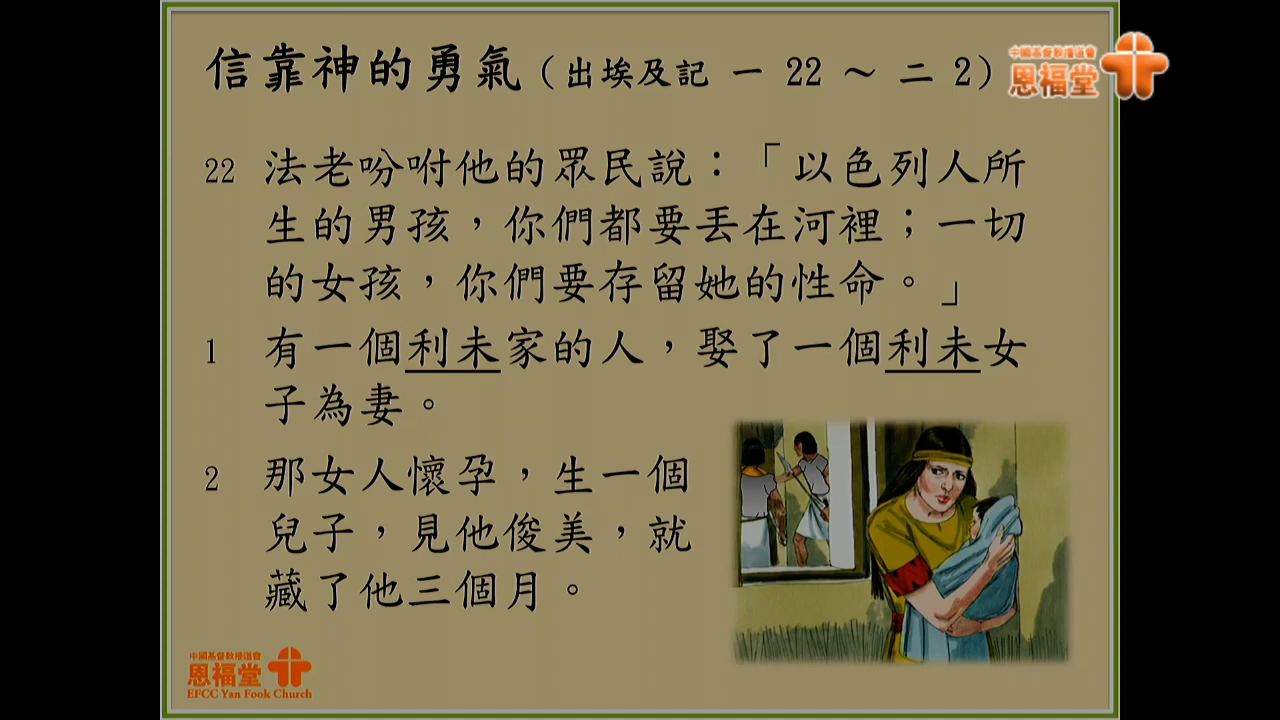 信靠神的勇氣（出埃及記 一 22 ～ 二 2）
中國基督教播道會
恩福堂
22 法老吩咐他的眾民說：「以色列人所
生的男孩，你們都要丟在河裡；一切
的女孩，你們要存留她的性命。」
1 有一個利未家的人，娶了一個利未女
子為妻。
2 那女人懷孕，生一個
兒子，見他俊美，就
藏了他三個月。
中國基督教播道會
恩福堂
EFCC Yan Fook Church